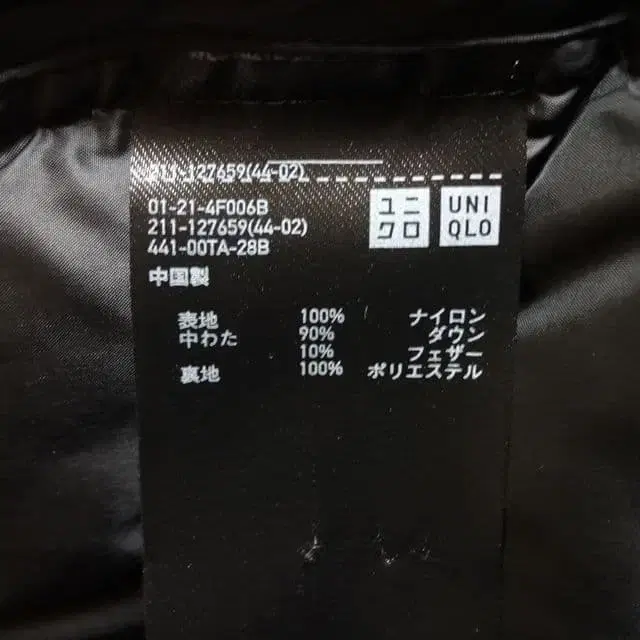 211-127659(44-02)
01-21-4F006B
211-127659(44-02)
441-00TA-28B
中国製
ユニ
クロ
UNI
QLO
表地 100% ナイロン
中わた 90% ダウン
10% フェザー
裏地 100% ポリエステル